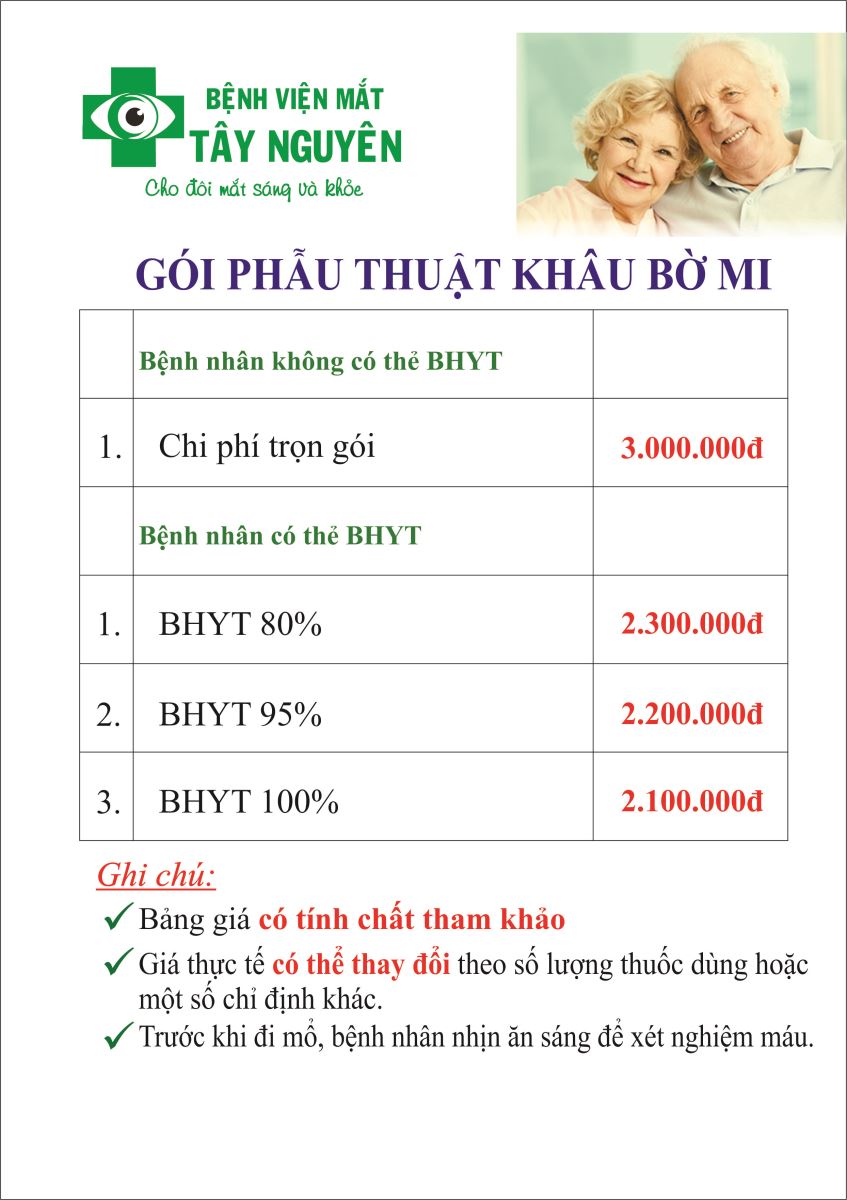 BỆNH VIỆN MẮT
TÂY NGUYÊN
Cho đôi mắt sáng và khỏe
GÓI PHẪU THUẬT KHÂU BỜ MI
Bệnh nhân không có thẻ BHYT
1. Chi phí trọn gói 3.000.000đ
Bệnh nhân có thẻ BHYT
1. BHYT 80% 2.300.000đ
2. BHYT 95% 2.200.000đ
3. BHYT 100% 2.100.000đ
Ghi chú:
✓ Bảng giá có tính chất tham khảo
✓ Giá thực tế có thể thay đổi theo số lượng thuốc dùng hoặc
một số chỉ định khác.
✓ Trước khi đi mổ, bệnh nhân nhịn ăn sáng để xét nghiệm máu.